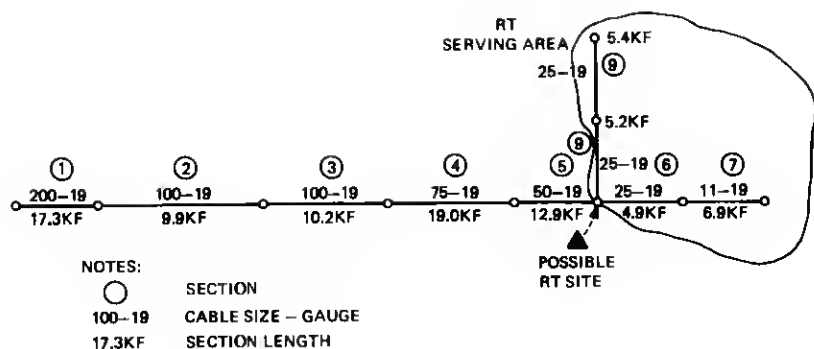 RT
SERVING AREA
5.4KF
25–19
9
5.2KF
9
1
2
3
4
5
25–19
6
7
200–19
100–19
100–19
75–19
50–19
25–19
11–19
17.3KF
9.9KF
10.2KF
19.0KF
12.9KF
4.9KF
6.9KF
POSSIBLE
RT SITE
NOTES:
SECTION
100–19 CABLE SIZE – GAUGE
17.3KF SECTION LENGTH